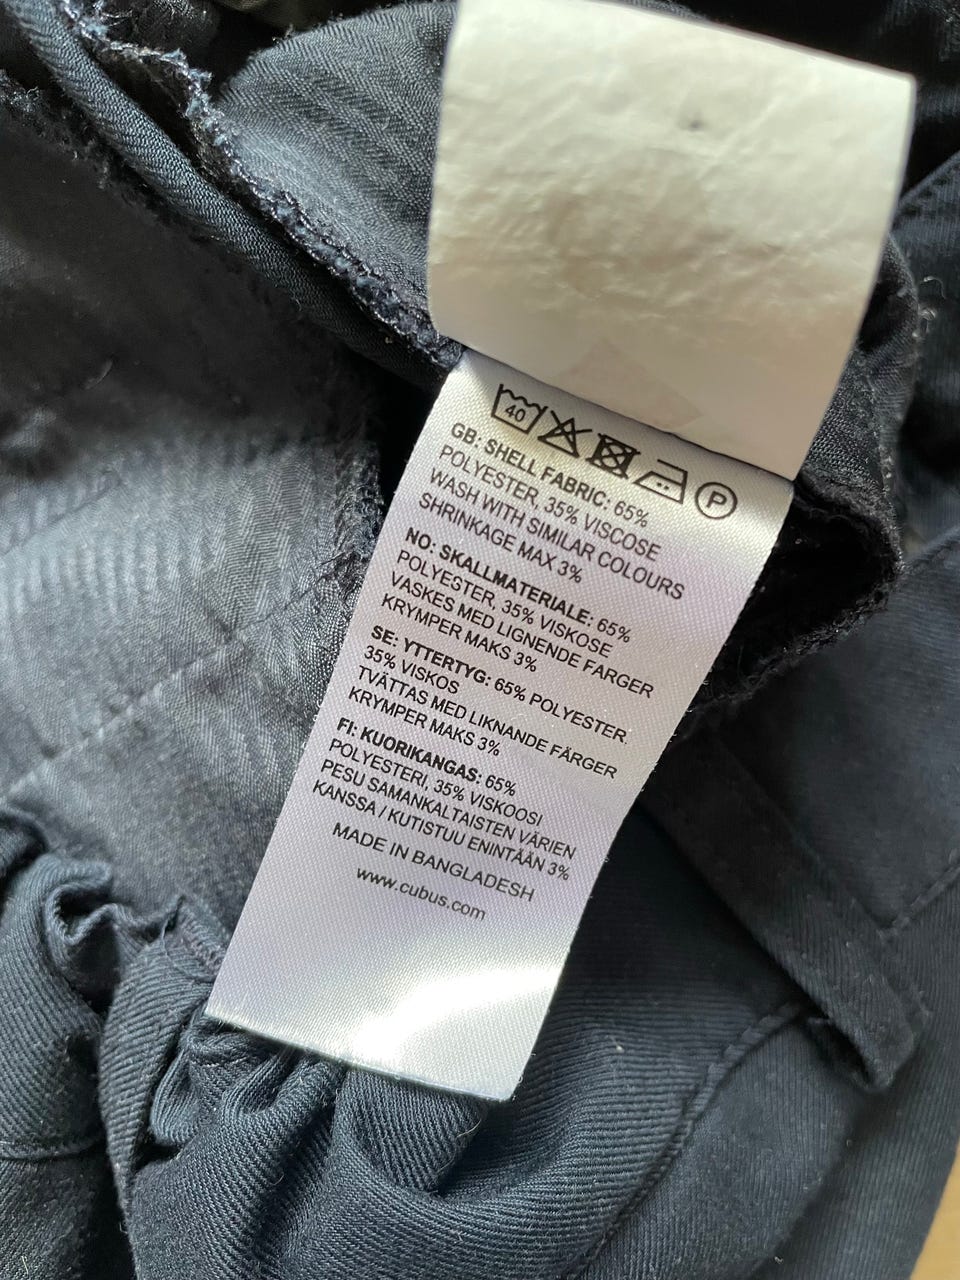 40 P
GB: SHELL FABRIC: 65%
POLYESTER, 35% VISCOSE
WASH WITH SIMILAR COLOURS
SHRINKAGE MAX 3%
NO: SKALLMATERIALE: 65%
POLYESTER, 35% VISKOSE
VASKES MED LIGNENDE FARGER
KRYMPER MAKS 3%
SE: YTTERTYG: 65% POLYESTER.
35% VISKOS
TVÄTTAS MED LIKNANDE FÄRGER
KRYMPER MAKS 3%
FI: KUORIKANGAS: 65%
POLYESTERI, 35% VISKOOSI
PESU SAMANKALTAISTEN VÄRIEN
KANSSA / KUTISTUU ENINTÄÄN 3%
MADE IN BANGLADESH
www.cubus.com